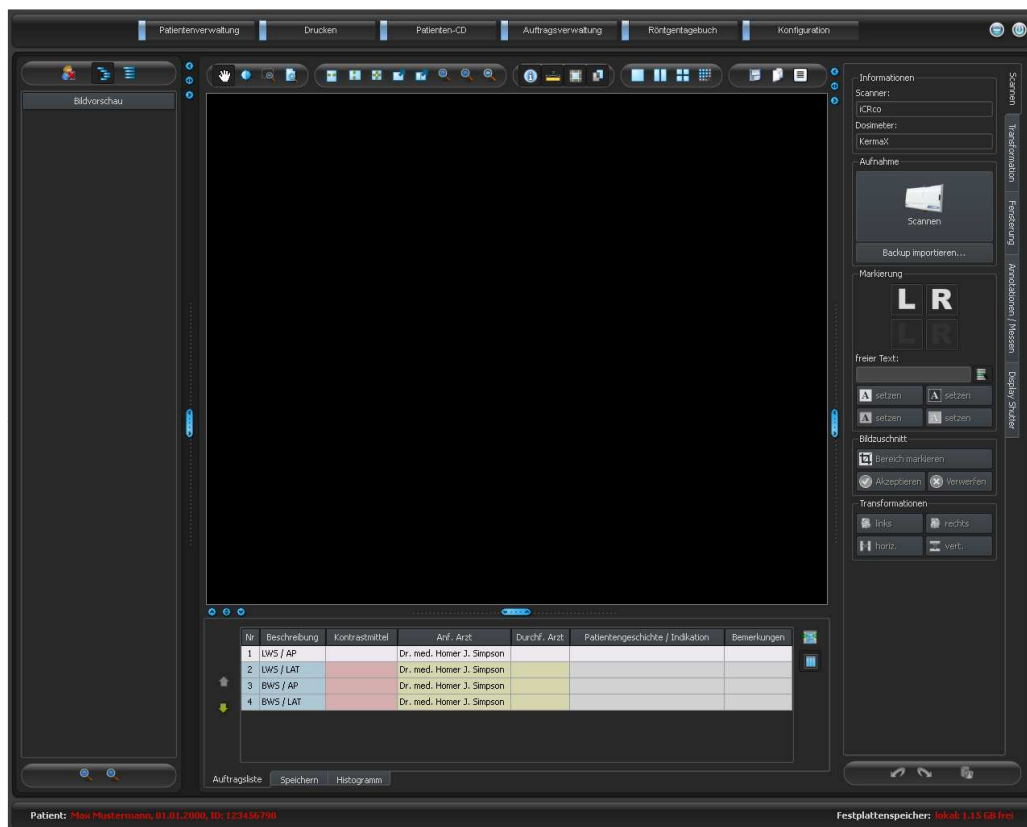 Patientenverwaltung Drucken Patienten-CD Auftragsverwaltung Röntgentagebuch Konfiguration
Bildvorschau
Informationen
Scanner:
iCRco
Dosimeter:
KermaX
Aufnahme
Scannen
Backup importieren...
Markierung
L R
L R
freier Text:
A setzen A setzen
A setzen A setzen
Bildzuschnitt
Bereich markieren
Akzeptieren Verwerfen
Transformationen
links rechts
horiz. vert.
Scannen
Transformation
Fensterung
Annotationen / Messen
Display Shutter
Nr Beschreibung Kontrastmittel Anf. Arzt Durchf. Arzt Patientengeschichte / Indikation Bemerkungen
1 LWS / AP Dr. med. Homer J. Simpson
2 LWS / LAT Dr. med. Homer J. Simpson
3 BWS / AP Dr. med. Homer J. Simpson
4 BWS / LAT Dr. med. Homer J. Simpson
Auftragsliste Speichern Histogramm
Patient: Max Mustermann, 01.01.2000, ID: 123456790 Festplattenspeicher: lokal: 1.15 GB frei